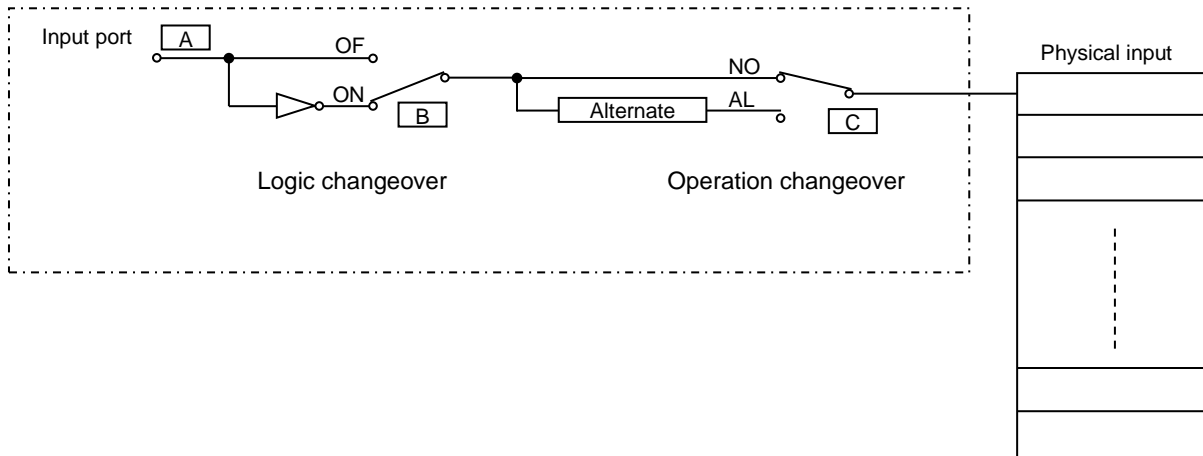 Input port
A
OF
ON
B
Logic changeover
NO
AL
Alternate
C
Operation changeover
Physical input